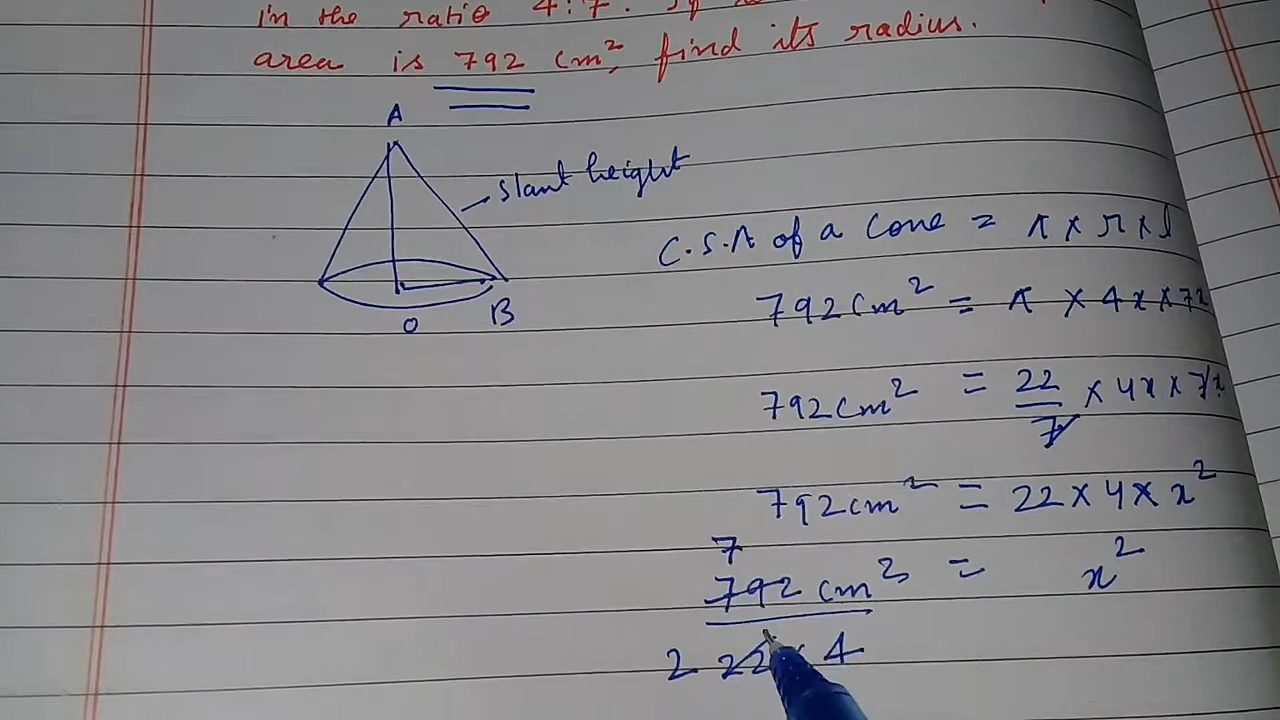 in the ratio 4:7. If
area is 792 cm², find its radius.
A
slant height
O
B
C.S.A of a cone = π × r × l
792 cm² = π × 4x × 7x
792 cm² = 22/7 × 4x × 7x
792 cm² = 22 × 4 × x²
7
792 cm² = x²
2 22 × 4